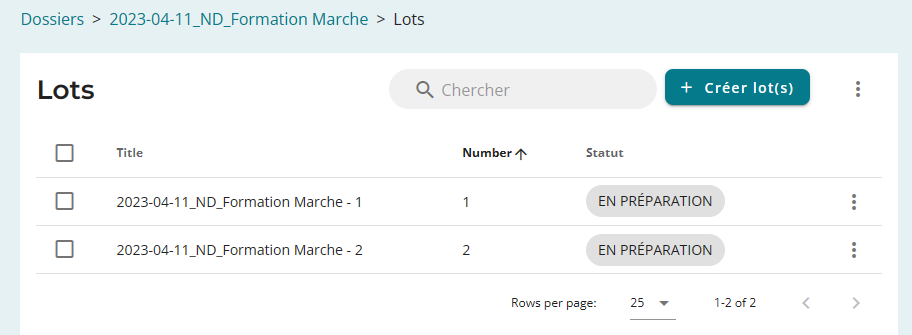 Dossiers > 2023-04-11_ND_Formation Marche > Lots
Lots
Chercher
+ Créer lot(s)
Title Number Statut
2023-04-11_ND_Formation Marche - 1 1 EN PRÉPARATION
2023-04-11_ND_Formation Marche - 2 2 EN PRÉPARATION
Rows per page: 25 1-2 of 2